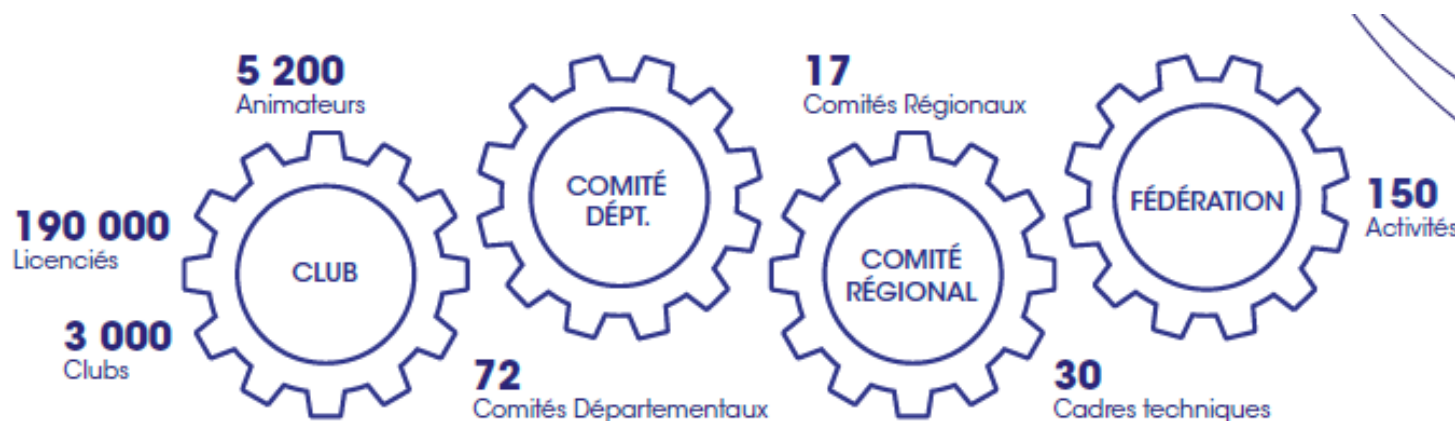 5 200
Animateurs
190 000
Licenciés
3 000
Clubs
CLUB
COMITÉ
DÉPT.
72
Comités Départementaux
17
Comités Régionaux
COMITÉ
RÉGIONAL
30
Cadres techniques
FÉDÉRATION
150
Activités